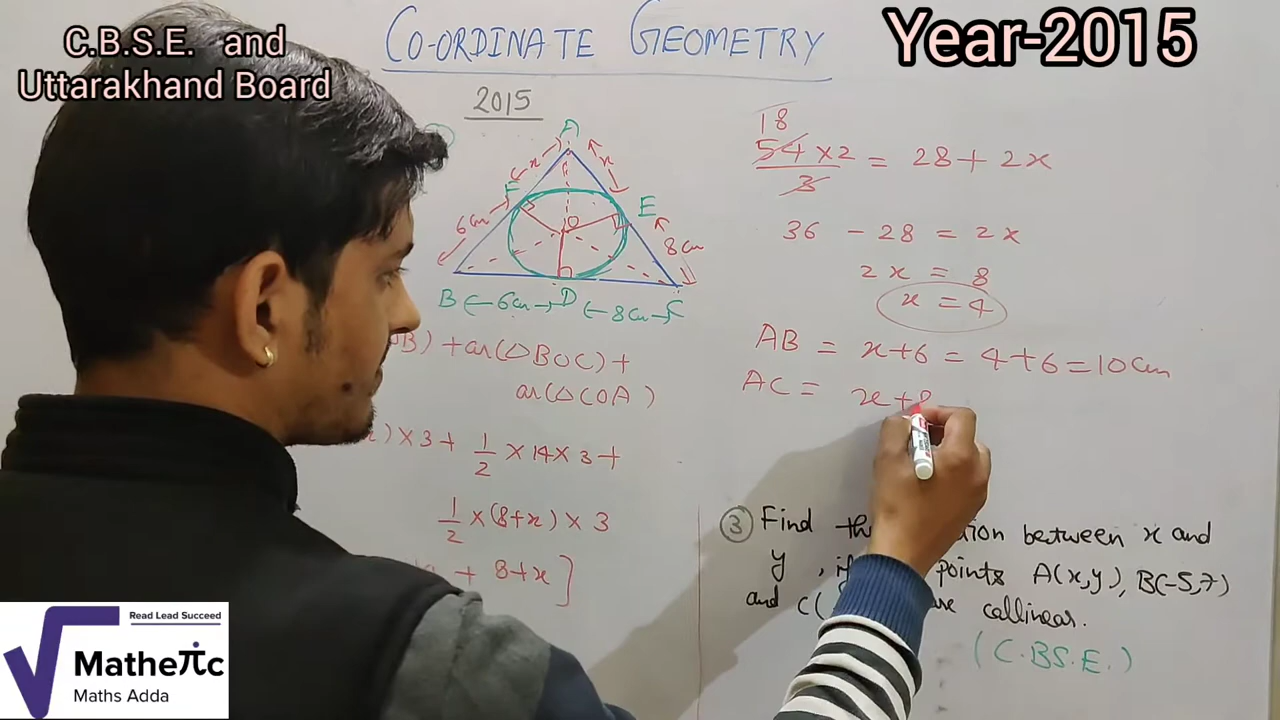 C.B.S.E. and
Uttarakhand Board
CO-ORDINATE GEOMETRY
Year-2015
2015
A
x
x
F
E
6cm
8cm
O
B
6cm
D
8cm
C
OB) + ar(△BOC) +
ar(△COA)
) × 3 + 1/2 × 14 × 3 +
1/2 × (8+x) × 3
+ 8+x ]
18
54 × 2 / 3 = 28 + 2x
36 - 28 = 2x
2x = 8
x = 4
AB = x+6 = 4+6 = 10cm
AC = x+8
③ Find between x and
y, points A(x,y), B(-5,7)
and C( are callinear.
(C.B.S.E.)
Read Lead Succeed
Matheπc
Maths Adda